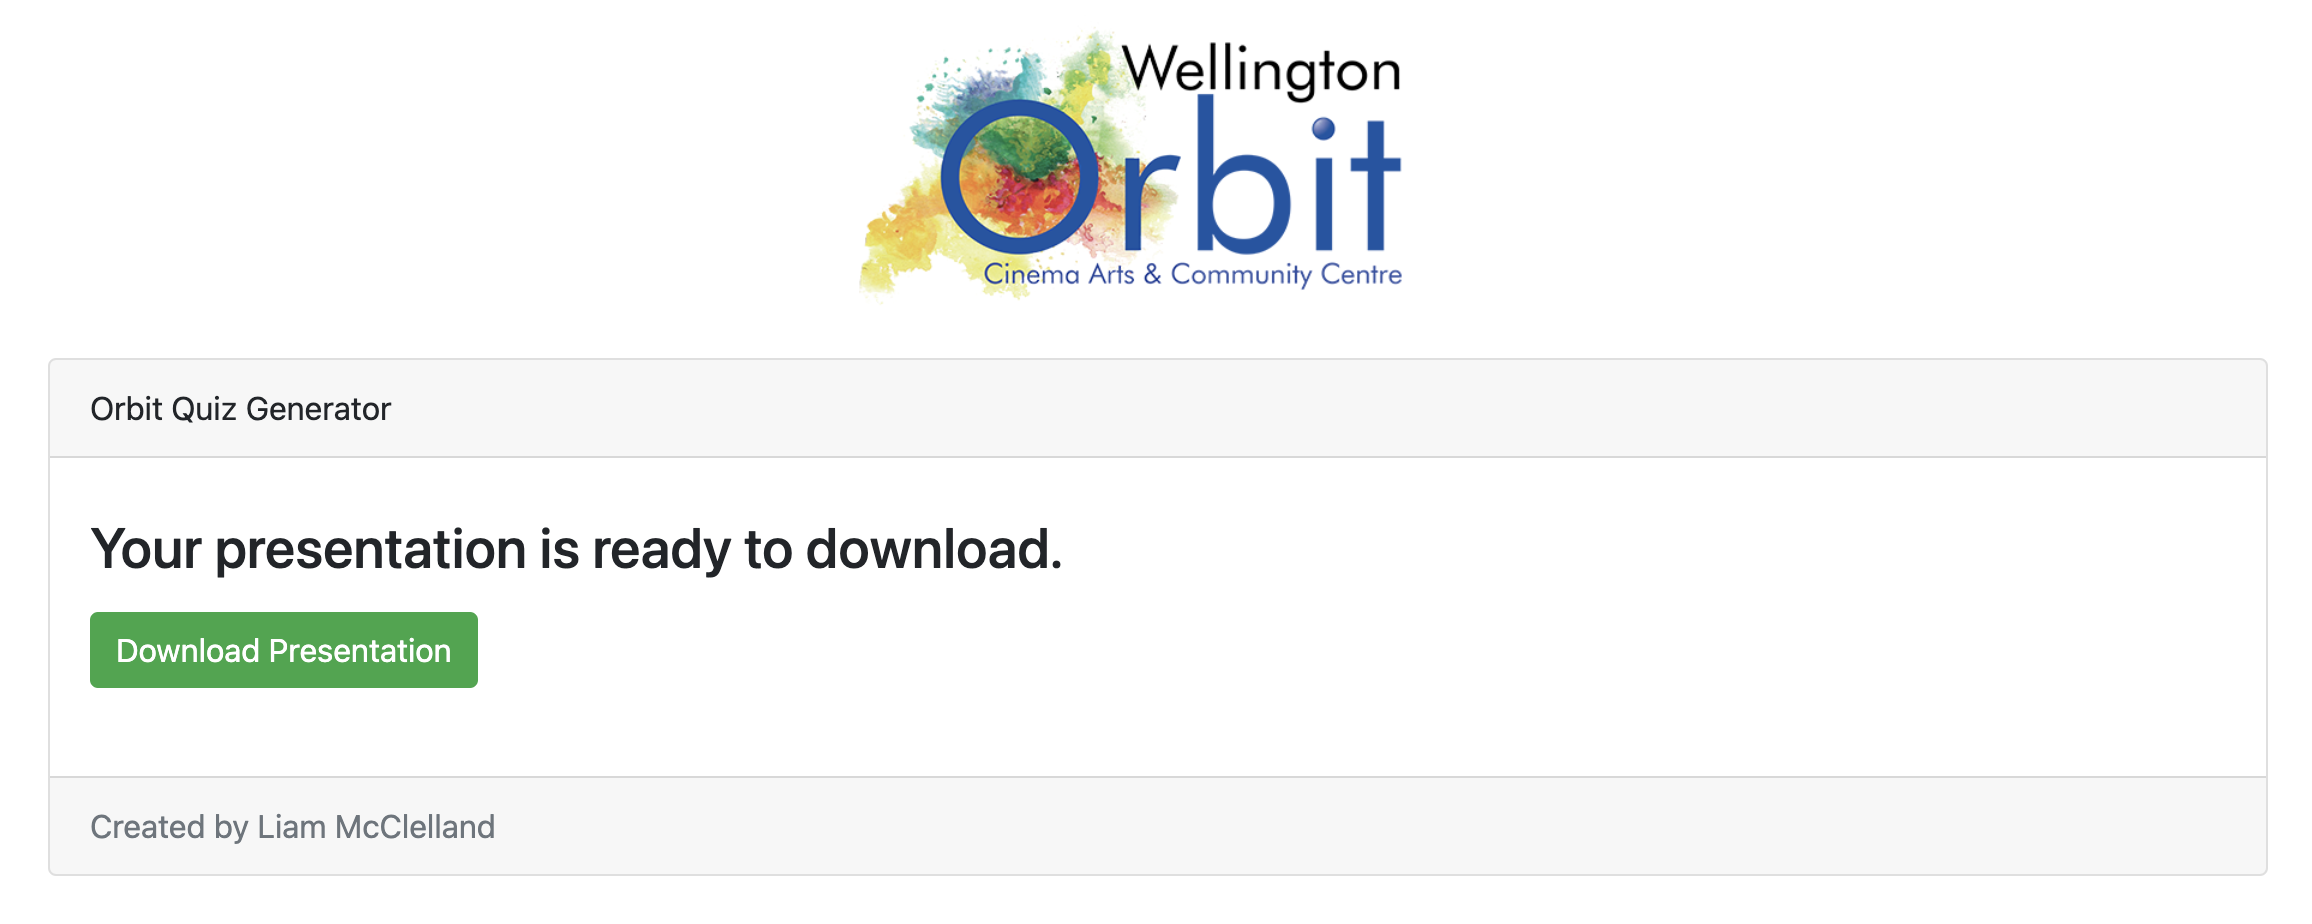 Wellington
Orbit
Cinema Arts & Community Centre
Orbit Quiz Generator
Your presentation is ready to download.
Download Presentation
Created by Liam McClelland